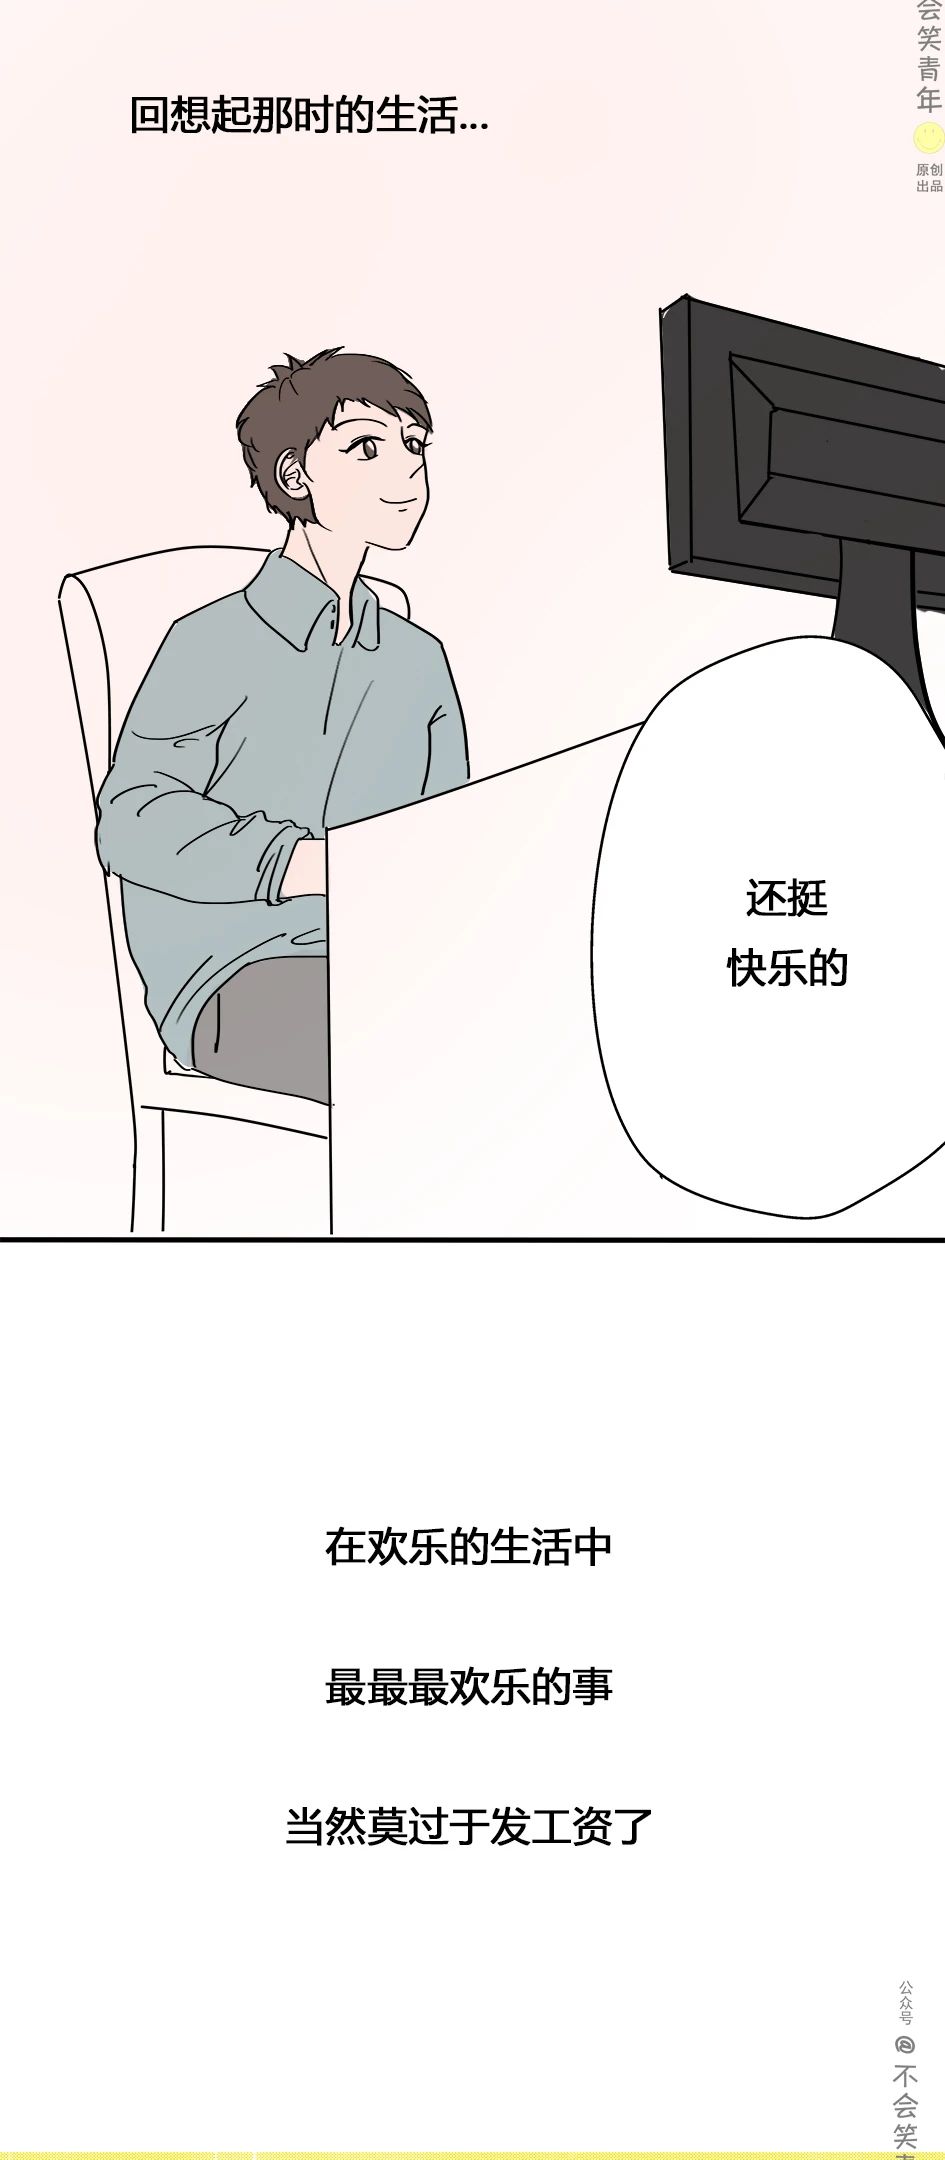 会笑青年
原创
出品
回想起那时的生活...
还挺
快乐的
在欢乐的生活中
最最最欢乐的事
当然莫过于发工资了
公众号@不会笑